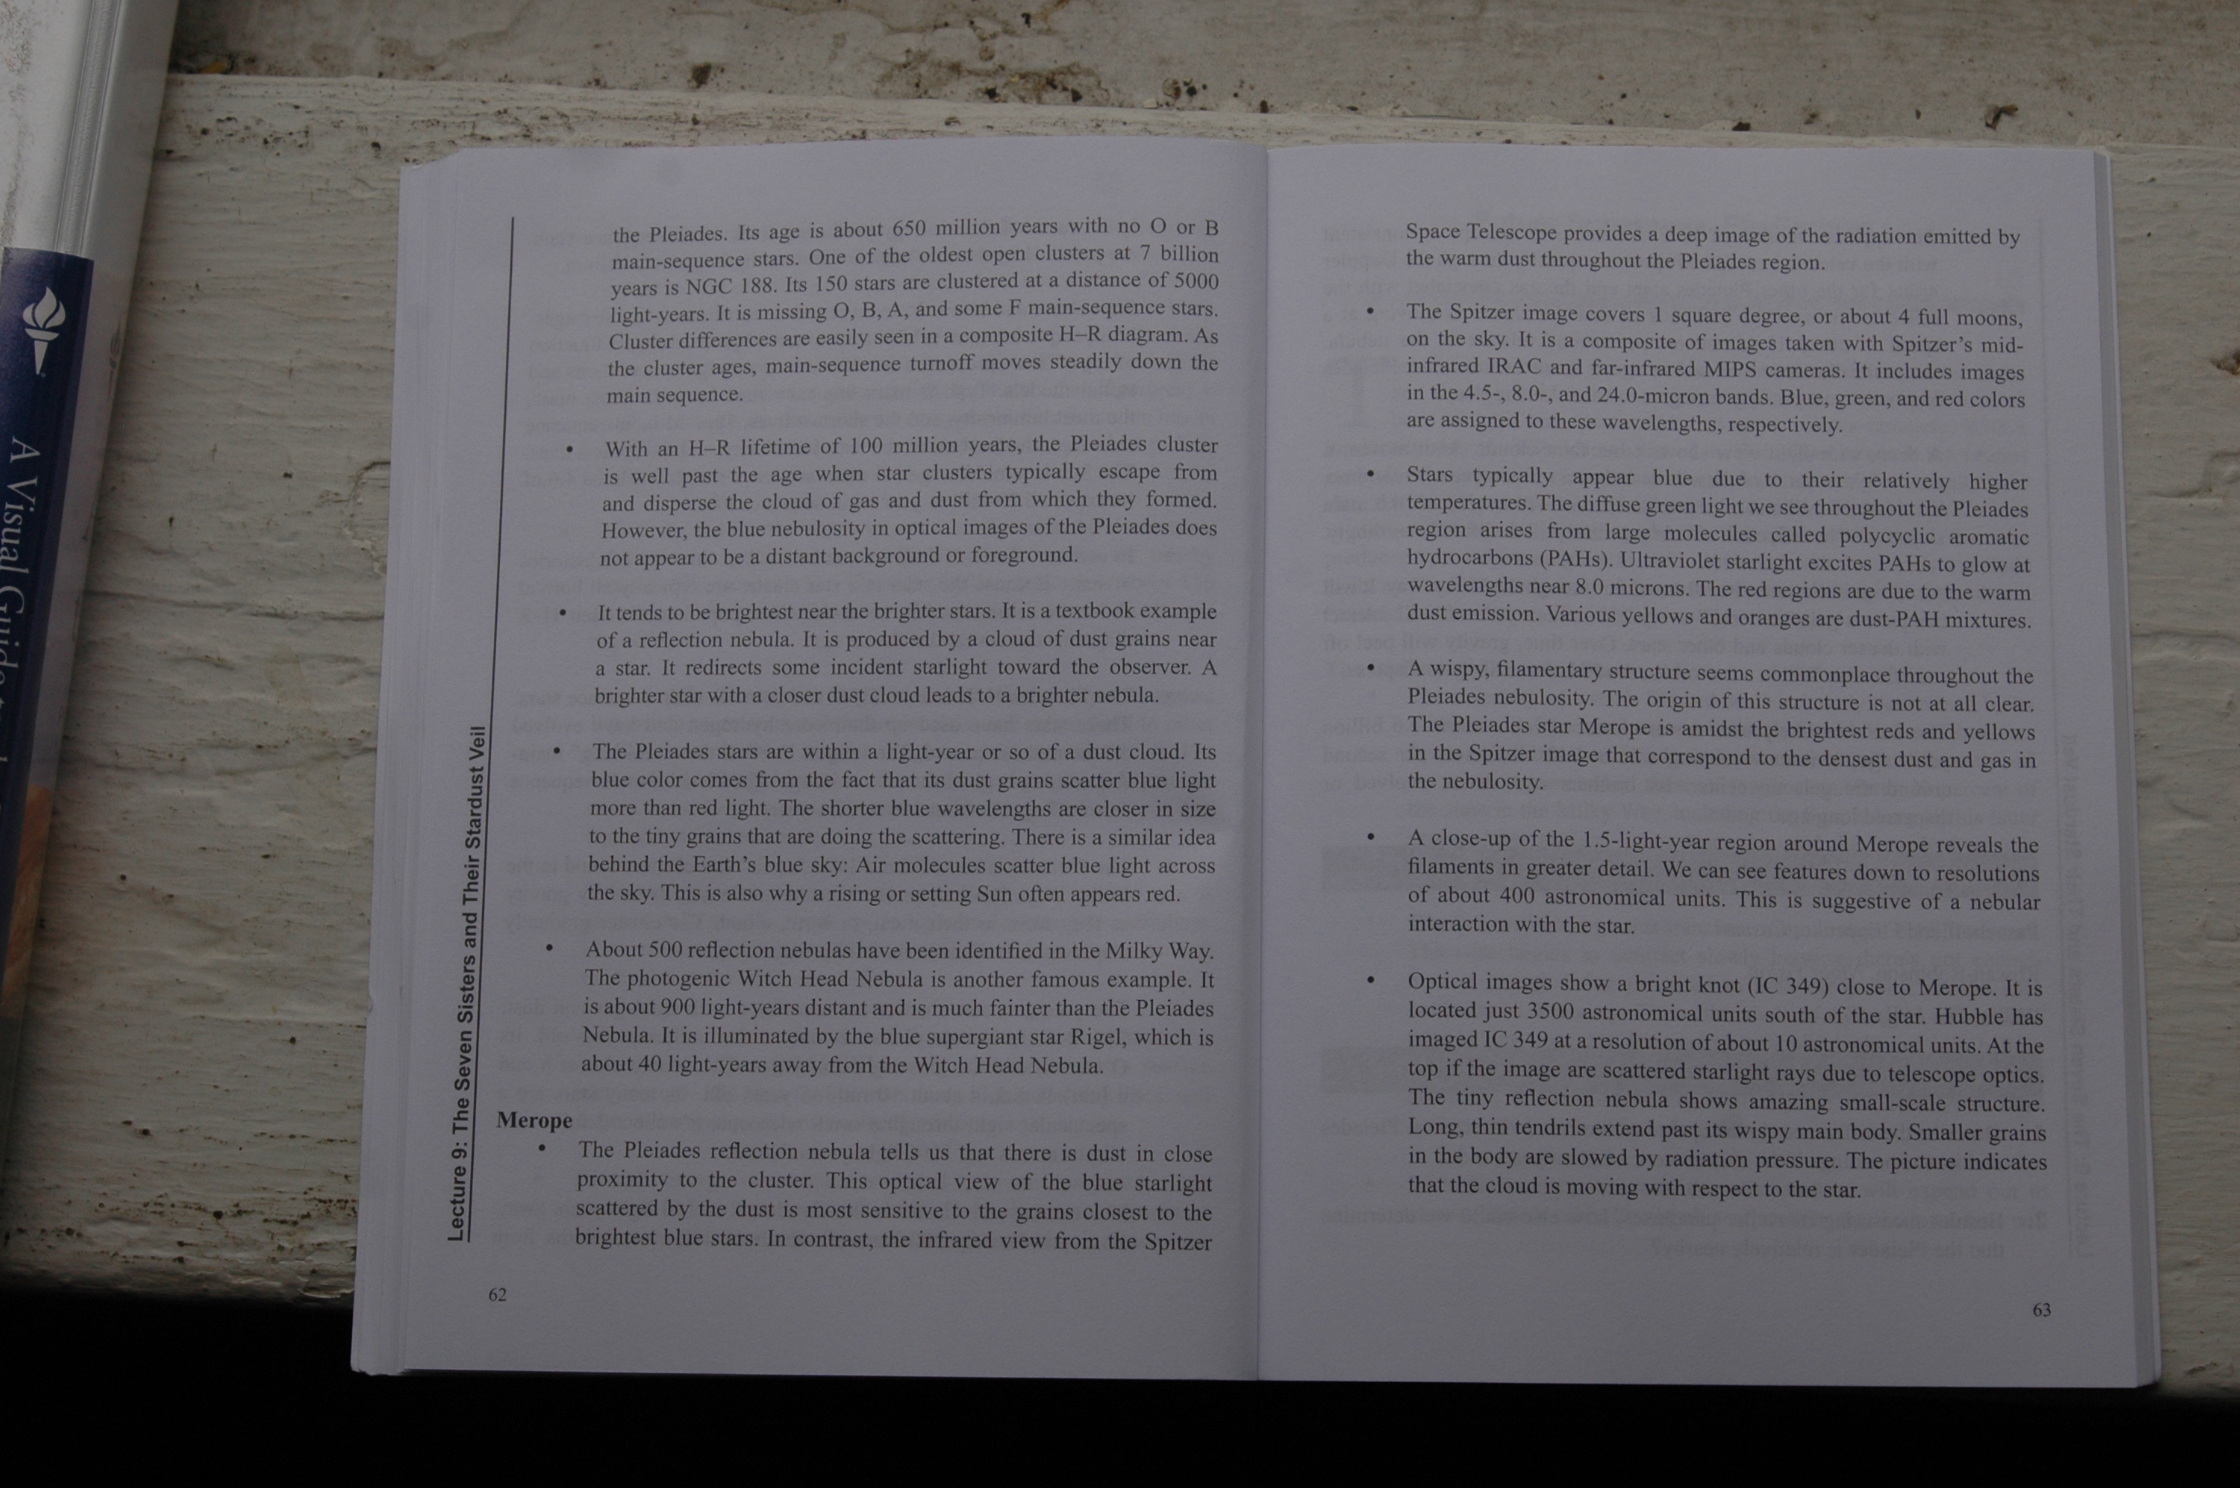 A Visual Guide to
Lecture 9: The Seven Sisters and Their Stardust Veil
the Pleiades. Its age is about 650 million years with no O or B
main-sequence stars. One of the oldest open clusters at 7 billion
years is NGC 188. Its 150 stars are clustered at a distance of 5000
light-years. It is missing O, B, A, and some F main-sequence stars.
Cluster differences are easily seen in a composite H–R diagram. As
the cluster ages, main-sequence turnoff moves steadily down the
main sequence.
• With an H–R lifetime of 100 million years, the Pleiades cluster
is well past the age when star clusters typically escape from
and disperse the cloud of gas and dust from which they formed.
However, the blue nebulosity in optical images of the Pleiades does
not appear to be a distant background or foreground.
• It tends to be brightest near the brighter stars. It is a textbook example
of a reflection nebula. It is produced by a cloud of dust grains near
a star. It redirects some incident starlight toward the observer. A
brighter star with a closer dust cloud leads to a brighter nebula.
• The Pleiades stars are within a light-year or so of a dust cloud. Its
blue color comes from the fact that its dust grains scatter blue light
more than red light. The shorter blue wavelengths are closer in size
to the tiny grains that are doing the scattering. There is a similar idea
behind the Earth’s blue sky: Air molecules scatter blue light across
the sky. This is also why a rising or setting Sun often appears red.
• About 500 reflection nebulas have been identified in the Milky Way.
The photogenic Witch Head Nebula is another famous example. It
is about 900 light-years distant and is much fainter than the Pleiades
Nebula. It is illuminated by the blue supergiant star Rigel, which is
about 40 light-years away from the Witch Head Nebula.
Merope
• The Pleiades reflection nebula tells us that there is dust in close
proximity to the cluster. This optical view of the blue starlight
scattered by the dust is most sensitive to the grains closest to the
brightest blue stars. In contrast, the infrared view from the Spitzer
62
Space Telescope provides a deep image of the radiation emitted by
the warm dust throughout the Pleiades region.
• The Spitzer image covers 1 square degree, or about 4 full moons,
on the sky. It is a composite of images taken with Spitzer’s mid-
infrared IRAC and far-infrared MIPS cameras. It includes images
in the 4.5-, 8.0-, and 24.0-micron bands. Blue, green, and red colors
are assigned to these wavelengths, respectively.
• Stars typically appear blue due to their relatively higher
temperatures. The diffuse green light we see throughout the Pleiades
region arises from large molecules called polycyclic aromatic
hydrocarbons (PAHs). Ultraviolet starlight excites PAHs to glow at
wavelengths near 8.0 microns. The red regions are due to the warm
dust emission. Various yellows and oranges are dust-PAH mixtures.
• A wispy, filamentary structure seems commonplace throughout the
Pleiades nebulosity. The origin of this structure is not at all clear.
The Pleiades star Merope is amidst the brightest reds and yellows
in the Spitzer image that correspond to the densest dust and gas in
the nebulosity.
• A close-up of the 1.5-light-year region around Merope reveals the
filaments in greater detail. We can see features down to resolutions
of about 400 astronomical units. This is suggestive of a nebular
interaction with the star.
• Optical images show a bright knot (IC 349) close to Merope. It is
located just 3500 astronomical units south of the star. Hubble has
imaged IC 349 at a resolution of about 10 astronomical units. At the
top if the image are scattered starlight rays due to telescope optics.
The tiny reflection nebula shows amazing small-scale structure.
Long, thin tendrils extend past its wispy main body. Smaller grains
in the body are slowed by radiation pressure. The picture indicates
that the cloud is moving with respect to the star.
63